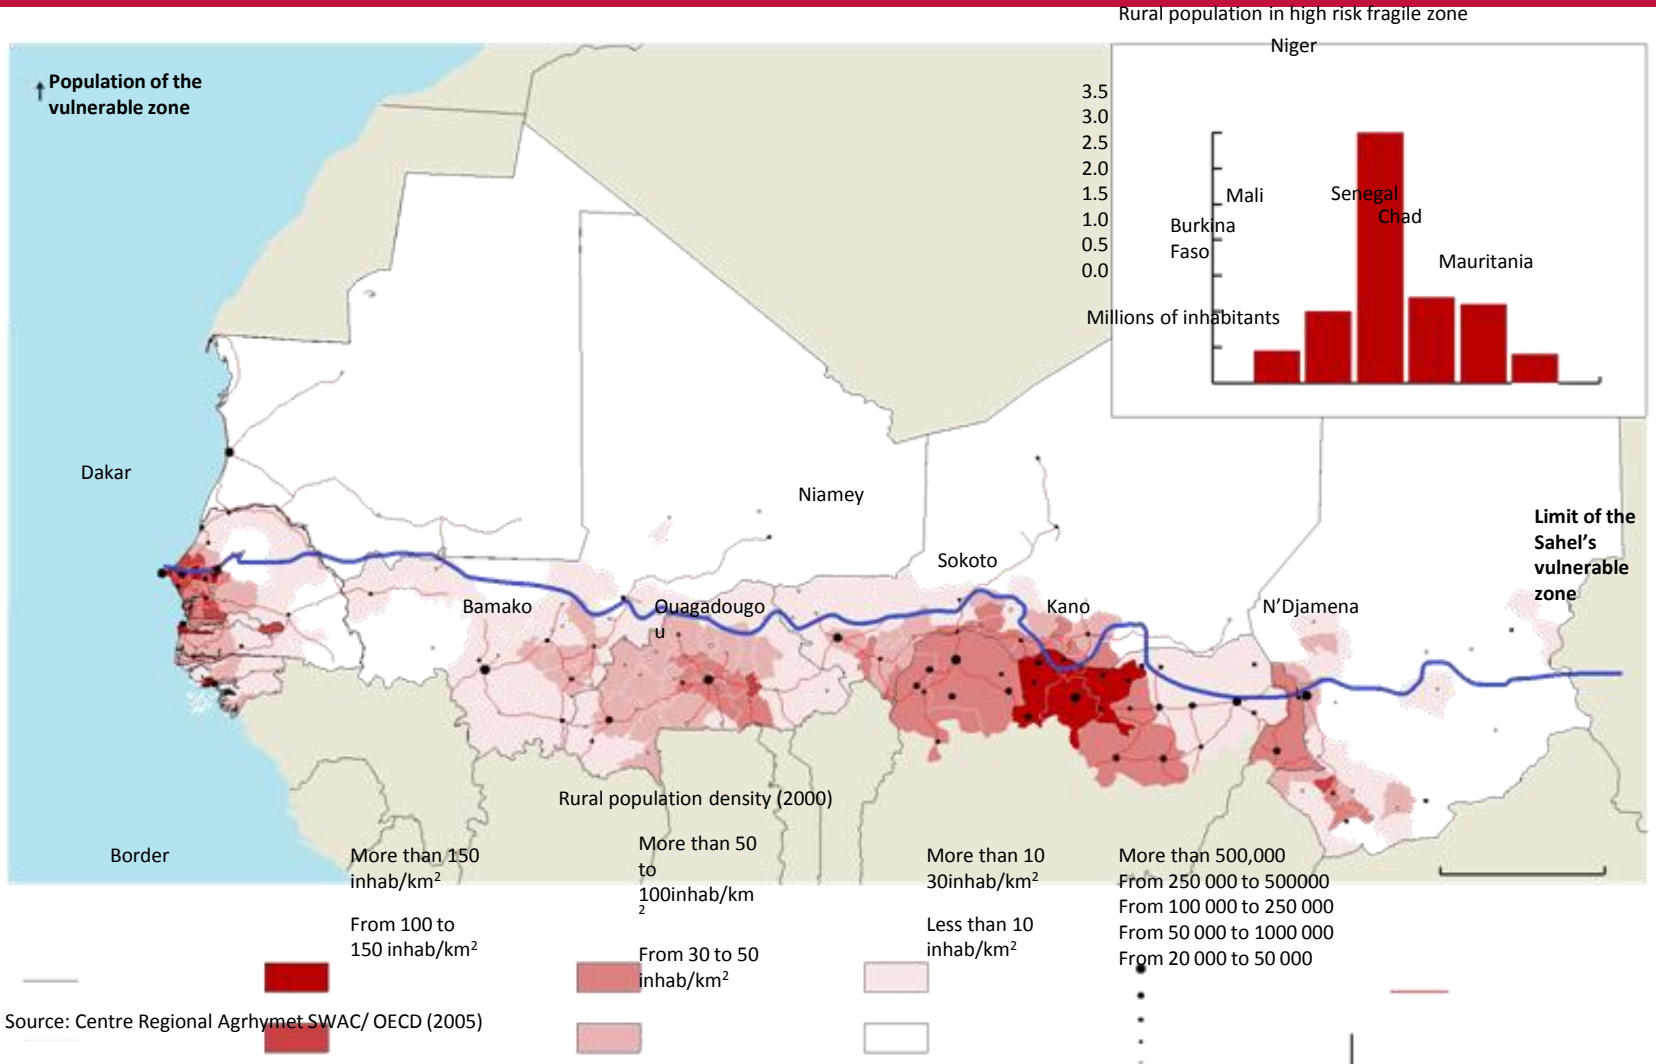 Rural population in high risk fragile zone
Niger
Population of the
vulnerable zone
3.5
3.0
2.5
2.0
1.5
1.0
0.5
0.0
Mali
Senegal
Chad
Burkina
Faso
Mauritania
Millions of inhabitants
Dakar
Niamey
Limit of the
Sahel's
vulnerable
zone
Sokoto
Bamako
Ouagadougo
u
Kano
N'Djamena
Rural population density (2000)
Border
More than 150
inhab/km²
From 100 to
150 inhab/km²
More than 50
to
100inhab/km
2
From 30 to 50
inhab/km²
More than 10
30inhab/km²
Less than 10
inhab/km²
More than 500,000
From 250 000 to 500000
From 100 000 to 250 000
From 50 000 to 1000 000
From 20 000 to 50 000
Source: Centre Regional Agrhymet SWAC/ OECD (2005)